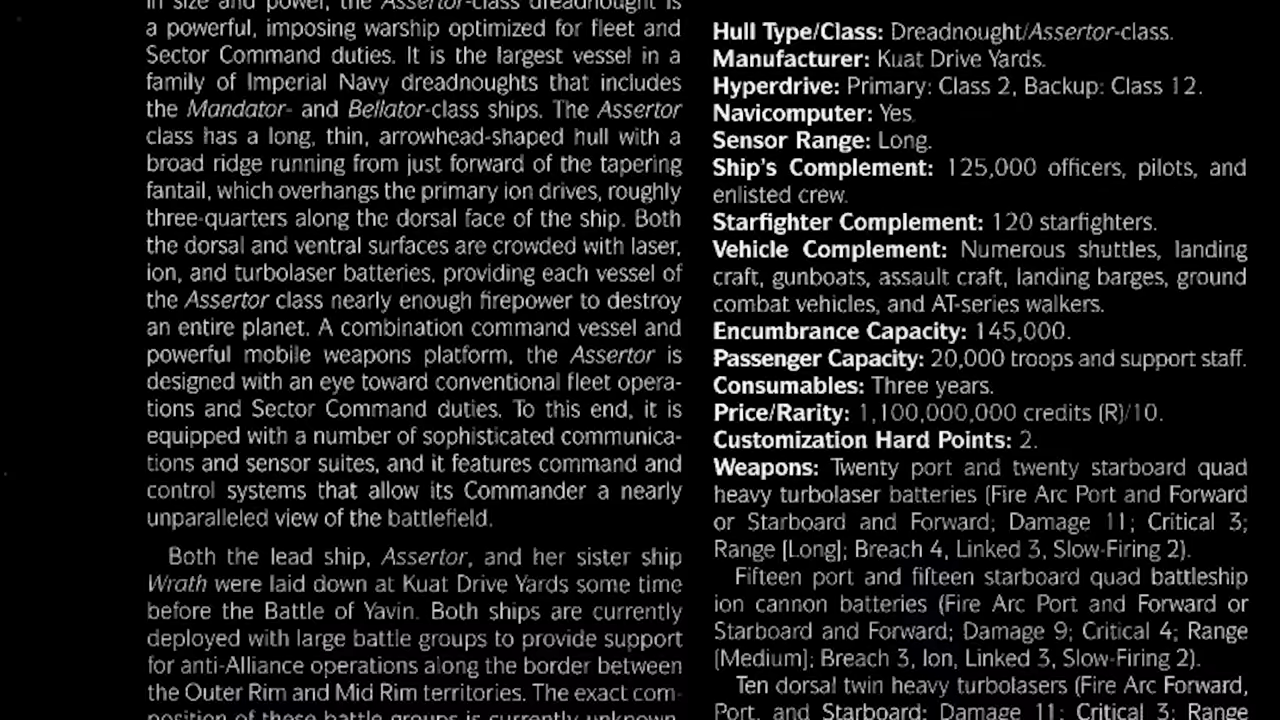 in size and power, the Assertor-class dreadnought is
a powerful, imposing warship optimized for fleet and
Sector Command duties. It is the largest vessel in a
family of Imperial Navy dreadnoughts that includes
the Mandator- and Bellator-class ships. The Assertor
class has a long, thin, arrowhead-shaped hull with a
broad ridge running from just forward of the tapering
fantail, which overhangs the primary ion drives, roughly
three-quarters along the dorsal face of the ship. Both
the dorsal and ventral surfaces are crowded with laser,
ion, and turbolaser batteries, providing each vessel of
the Assertor class nearly enough firepower to destroy
an entire planet. A combination command vessel and
powerful mobile weapons platform, the Assertor is
designed with an eye toward conventional fleet opera-
tions and Sector Command duties. To this end, it is
equipped with a number of sophisticated communica-
tions and sensor suites, and it features command and
control systems that allow its Commander a nearly
unparalleled view of the battlefield.
Both the lead ship, Assertor, and her sister ship
Wrath were laid down at Kuat Drive Yards some time
before the Battle of Yavin. Both ships are currently
deployed with large battle groups to provide support
for anti-Alliance operations along the border between
the Outer Rim and Mid Rim territories. The exact com-
position of these battle groups is currently unknown,
Hull Type/Class: Dreadnought/Assertor-class.
Manufacturer: Kuat Drive Yards.
Hyperdrive: Primary: Class 2, Backup: Class 12.
Navicomputer: Yes.
Sensor Range: Long.
Ship's Complement: 125,000 officers, pilots, and
enlisted crew.
Starfighter Complement: 120 starfighters.
Vehicle Complement: Numerous shuttles, landing
craft, gunboats, assault craft, landing barges, ground
combat vehicles, and AT-series walkers.
Encumbrance Capacity: 145,000.
Passenger Capacity: 20,000 troops and support staff.
Consumables: Three years.
Price/Rarity: 1,100,000,000 credits (R)/10.
Customization Hard Points: 2.
Weapons: Twenty port and twenty starboard quad
heavy turbolaser batteries (Fire Arc Port and Forward
or Starboard and Forward; Damage 11; Critical 3;
Range [Long]; Breach 4, Linked 3, Slow-Firing 2).
Fifteen port and fifteen starboard quad battleship
ion cannon batteries (Fire Arc Port and Forward or
Starboard and Forward; Damage 9; Critical 4; Range
[Medium]; Breach 3, Ion, Linked 3, Slow-Firing 2).
Ten dorsal twin heavy turbolasers (Fire Arc Forward,
Port, and Starboard; Damage 11; Critical 3; Range